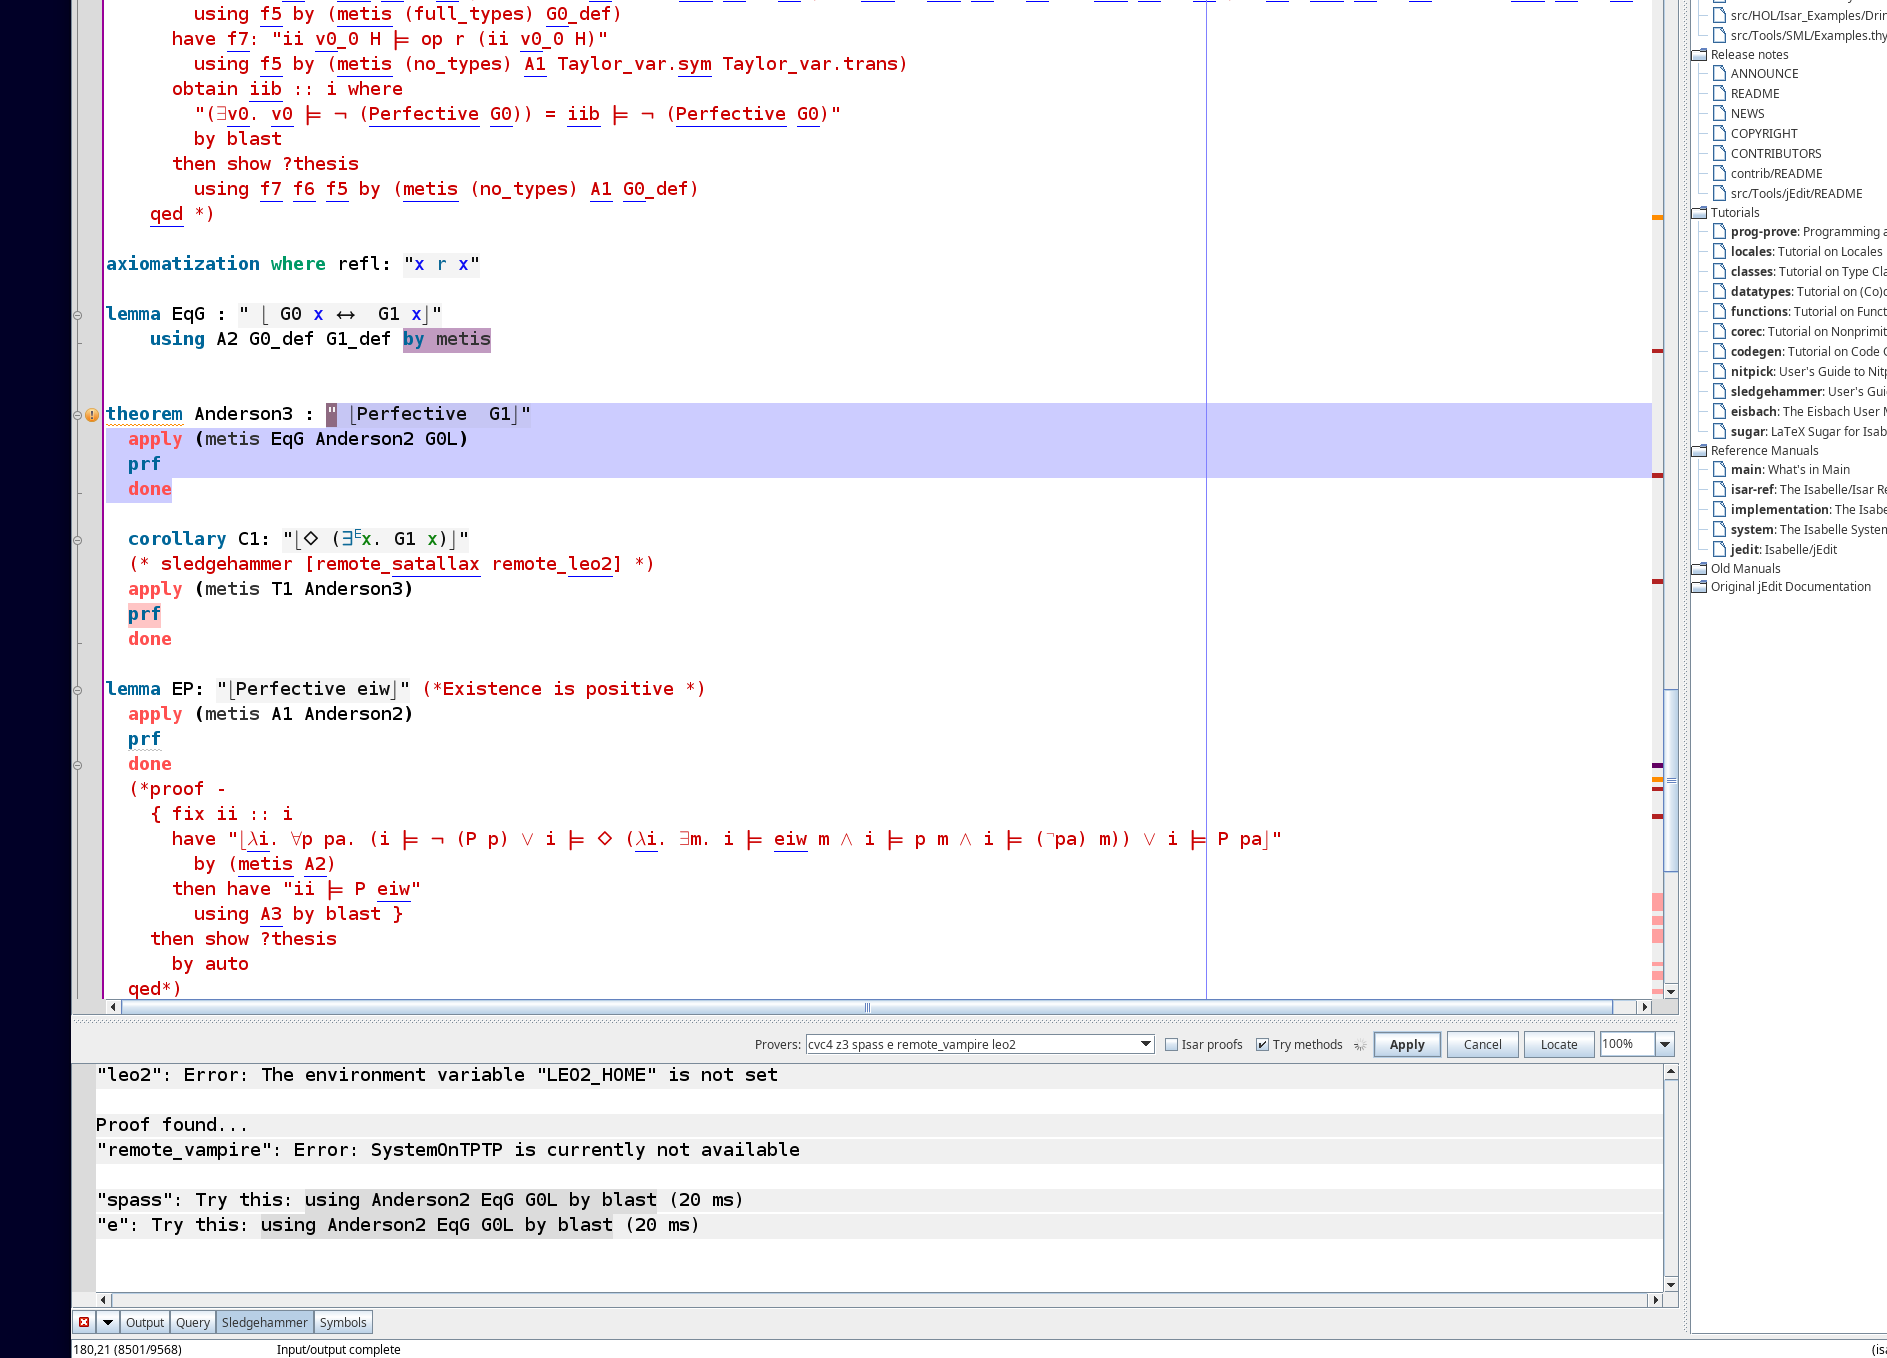 using f5 by (metis (full_types) G0_def)
have f7: "ii v0_0 H ⊨ op r (ii v0_0 H)"
using f5 by (metis (no_types) A1 Taylor_var.sym Taylor_var.trans)
obtain iib :: i where
"(∃v0. v0 ⊨ ¬ (Perfective G0)) = iib ⊨ ¬ (Perfective G0)"
by blast
then show ?thesis
using f7 f6 f5 by (metis (no_types) A1 G0_def)
qed *)
axiomatization where refl: "x r x"
lemma EqG : " ⌊ G0 x ↔  G1 x⌋"
using A2 G0_def G1_def by metis
theorem Anderson3 : " ⌊Perfective  G1⌋"
apply (metis EqG Anderson2 G0L)
prf
done
corollary C1: "⌊◇ (∃ᴱx. G1 x)⌋"
(* sledgehammer [remote_satallax remote_leo2] *)
apply (metis T1 Anderson3)
prf
done
lemma EP: "⌊Perfective eiw⌋" (*Existence is positive *)
apply (metis A1 Anderson2)
prf
done
(*proof -
{ fix ii :: i
have "⌊λi. ∀p pa. (i ⊨ ¬ (P p) ∨ i ⊨ ◇ (λi. ∃m. i ⊨ eiw m ∧ i ⊨ p m ∧ i ⊨ (¬pa) m)) ∨ i ⊨ P pa⌋"
by (metis A2)
then have "ii ⊨ P eiw"
using A3 by blast }
then show ?thesis
by auto
qed*)
Provers: cvc4 z3 spass e remote_vampire leo2 Isar proofs Try methods Apply Cancel Locate 100%
"leo2": Error: The environment variable "LEO2_HOME" is not set
Proof found...
"remote_vampire": Error: SystemOnTPTP is currently not available
"spass": Try this: using Anderson2 EqG G0L by blast (20 ms)
"e": Try this: using Anderson2 EqG G0L by blast (20 ms)
Output Query Sledgehammer Symbols
180,21 (8501/9568) Input/output complete (isa
src/HOL/Isar_Examples/Drin
src/Tools/SML/Examples.thy
Release notes
ANNOUNCE
README
NEWS
COPYRIGHT
CONTRIBUTORS
contrib/README
src/Tools/jEdit/README
Tutorials
prog-prove: Programming a
locales: Tutorial on Locales
classes: Tutorial on Type Cla
datatypes: Tutorial on (Co)d
functions: Tutorial on Funct
corec: Tutorial on Nonprimit
codegen: Tutorial on Code G
nitpick: User's Guide to Nitp
sledgehammer: User's Gui
eisbach: The Eisbach User M
sugar: LaTeX Sugar for Isab
Reference Manuals
main: What's in Main
isar-ref: The Isabelle/Isar Re
implementation: The Isabe
system: The Isabelle System
jedit: Isabelle/jEdit
Old Manuals
Original jEdit Documentation